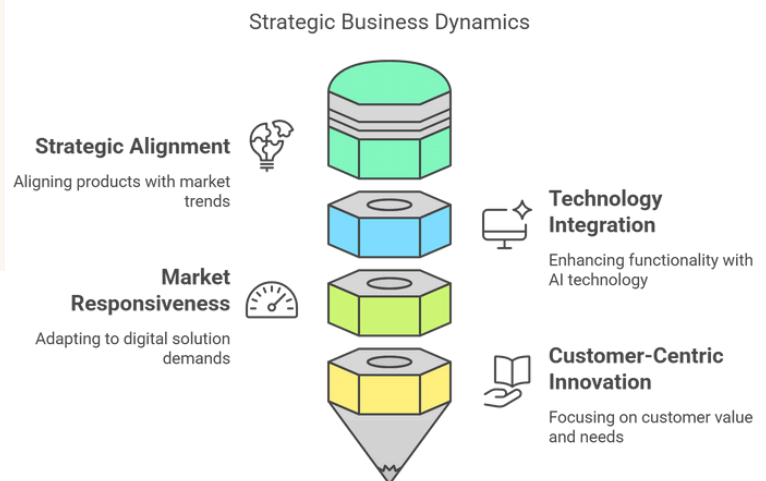 Strategic Business Dynamics
Strategic Alignment
Aligning products with market
trends
Technology
Integration
Enhancing functionality with
AI technology
Market
Responsiveness
Adapting to digital solution
demands
Customer-Centric
Innovation
Focusing on customer value
and needs